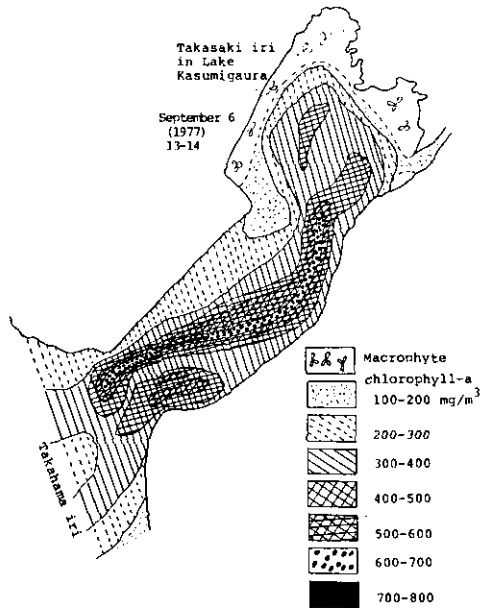 Takasaki iri
in Lake
Kasumigaura
September 6
(1977)
13-14
Takahama iri
Macrophyte
chlorophyll-a
100-200 mg/m³
200-300
300-400
400-500
500-600
600-700
700-800